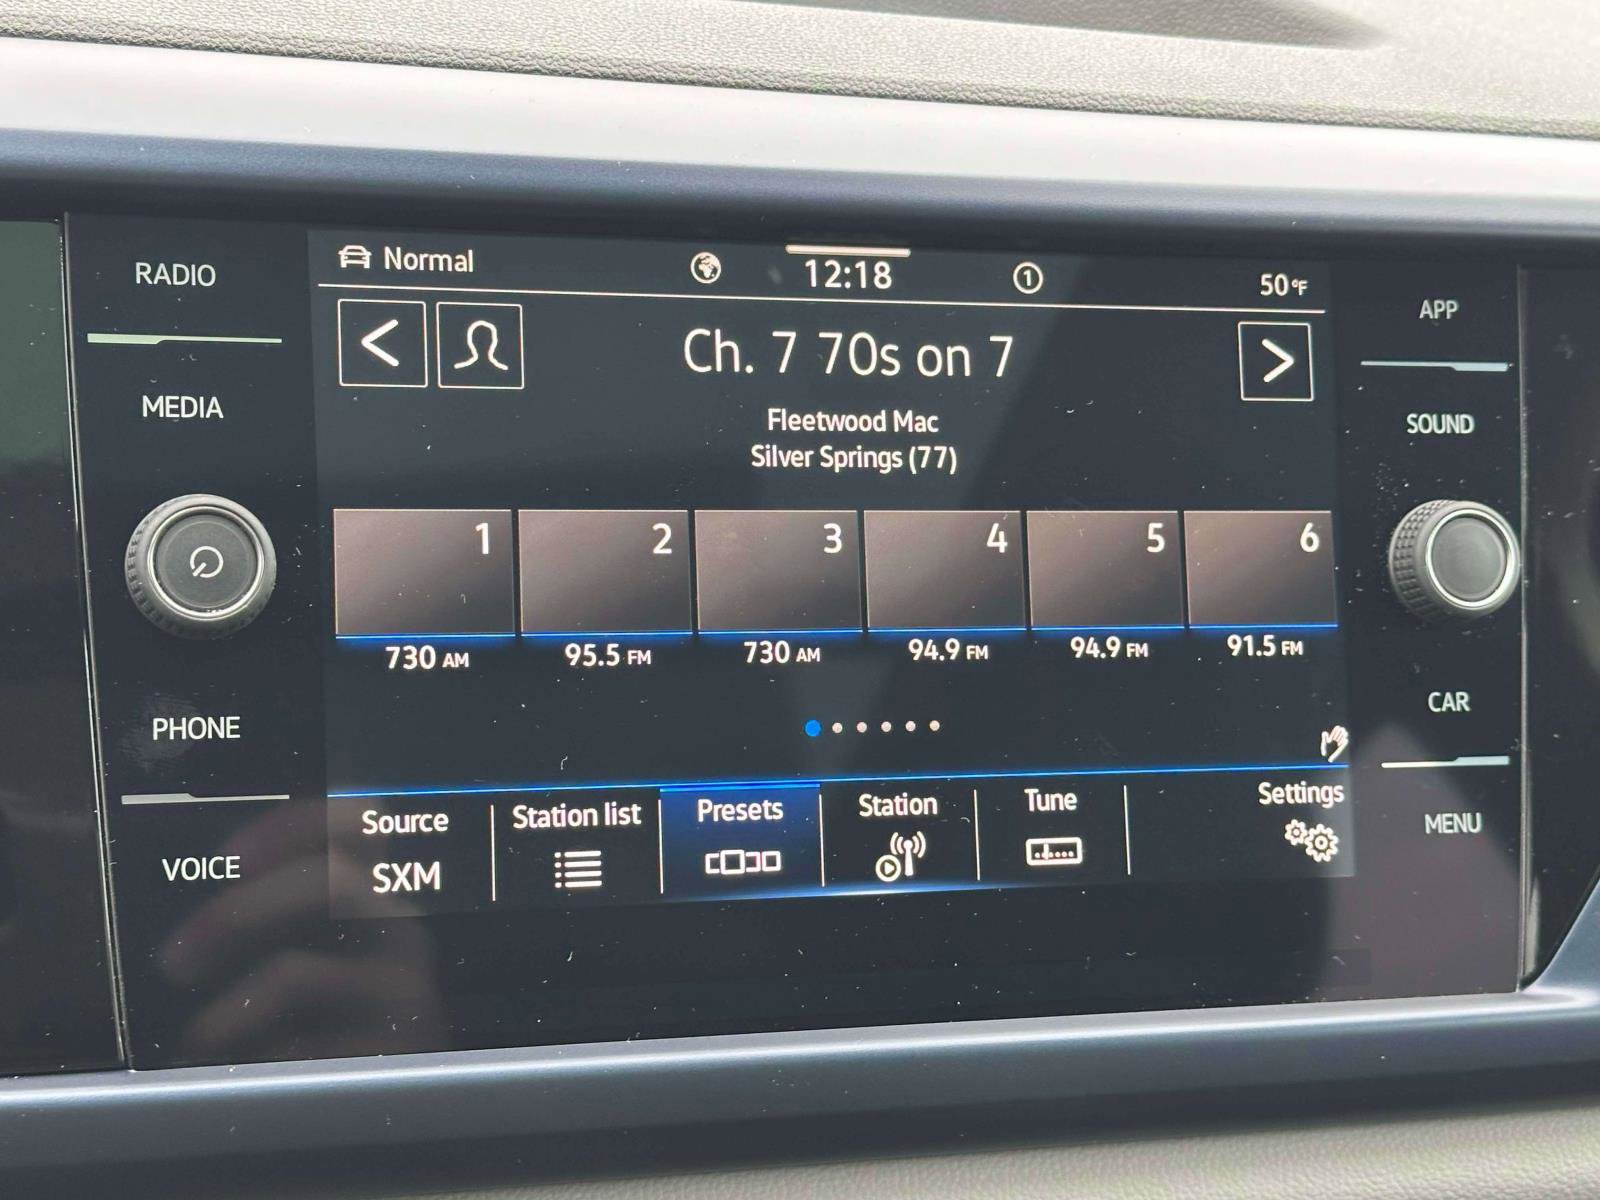 RADIO
MEDIA
PHONE
VOICE
Normal
12:18
1
50°F
Ch. 7 70s on 7
Fleetwood Mac
Silver Springs (77)
1 2 3 4 5 6
730 AM 95.5 FM 730 AM 94.9 FM 94.9 FM 91.5 FM
Source Station list Presets Station Tune Settings
SXM
APP
SOUND
CAR
MENU